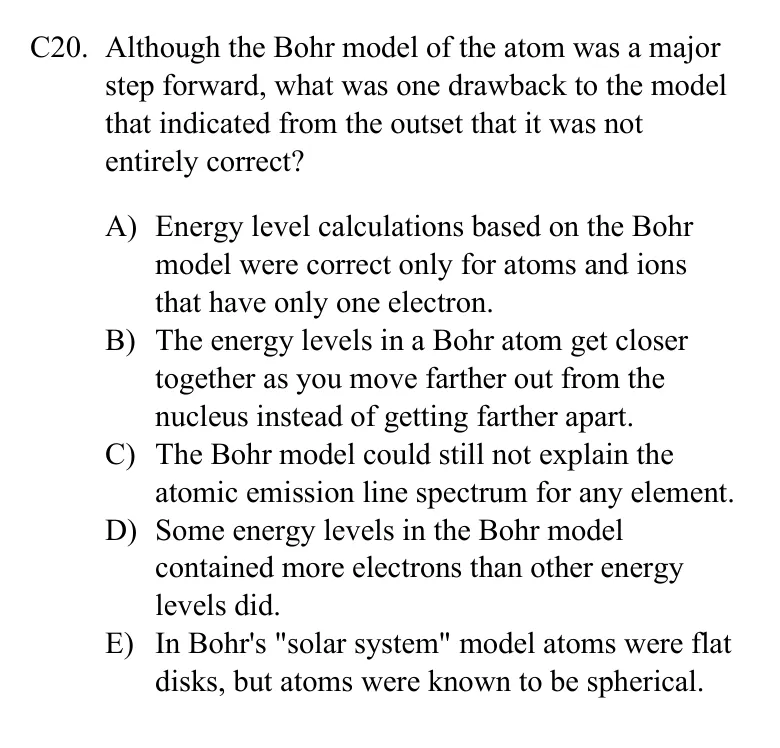 C20. Although the Bohr model of the atom was a major
step forward, what was one drawback to the model
that indicated from the outset that it was not
entirely correct?
A) Energy level calculations based on the Bohr
model were correct only for atoms and ions
that have only one electron.
B) The energy levels in a Bohr atom get closer
together as you move farther out from the
nucleus instead of getting farther apart.
C) The Bohr model could still not explain the
atomic emission line spectrum for any element.
D) Some energy levels in the Bohr model
contained more electrons than other energy
levels did.
E) In Bohr's "solar system" model atoms were flat
disks, but atoms were known to be spherical.